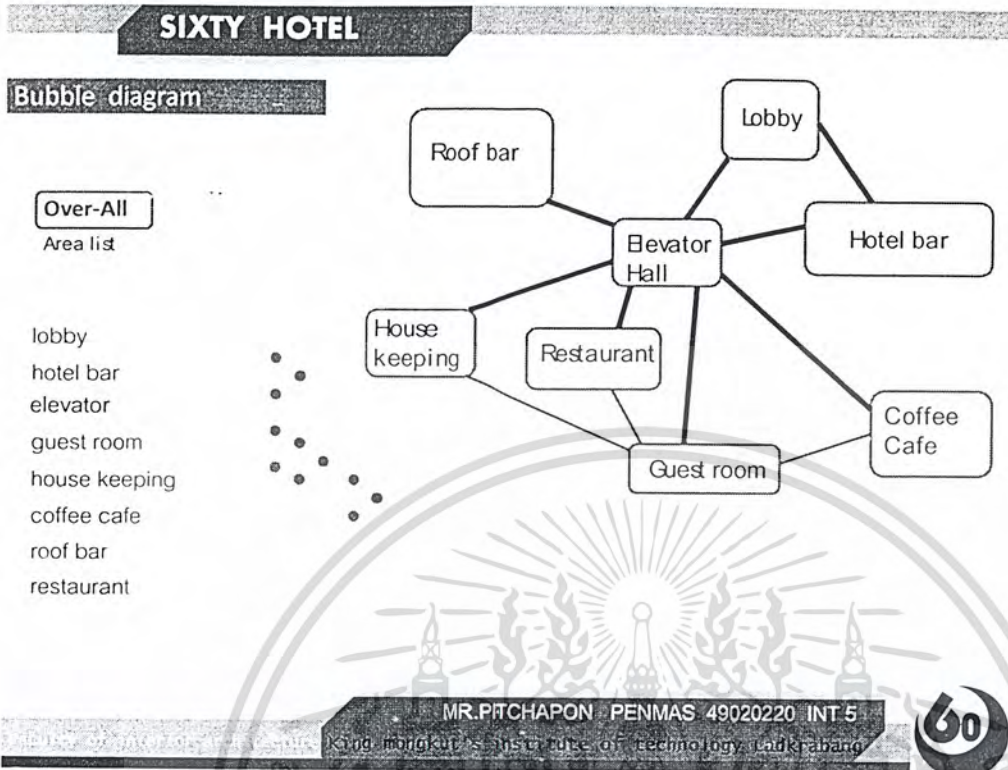 SIXTY HOTEL
Bubble diagram
Over-All
Area list
lobby
hotel bar
elevator
guest room
house keeping
coffee cafe
roof bar
restaurant
Roof bar
Lobby
Elevator
Hall
Hotel bar
House
keeping
Restaurant
Coffee
Cafe
Guest room
MR.PITCHAPON PENMAS 49020220 INT 5
King mongkut's institute of technology Ladkrabang
60